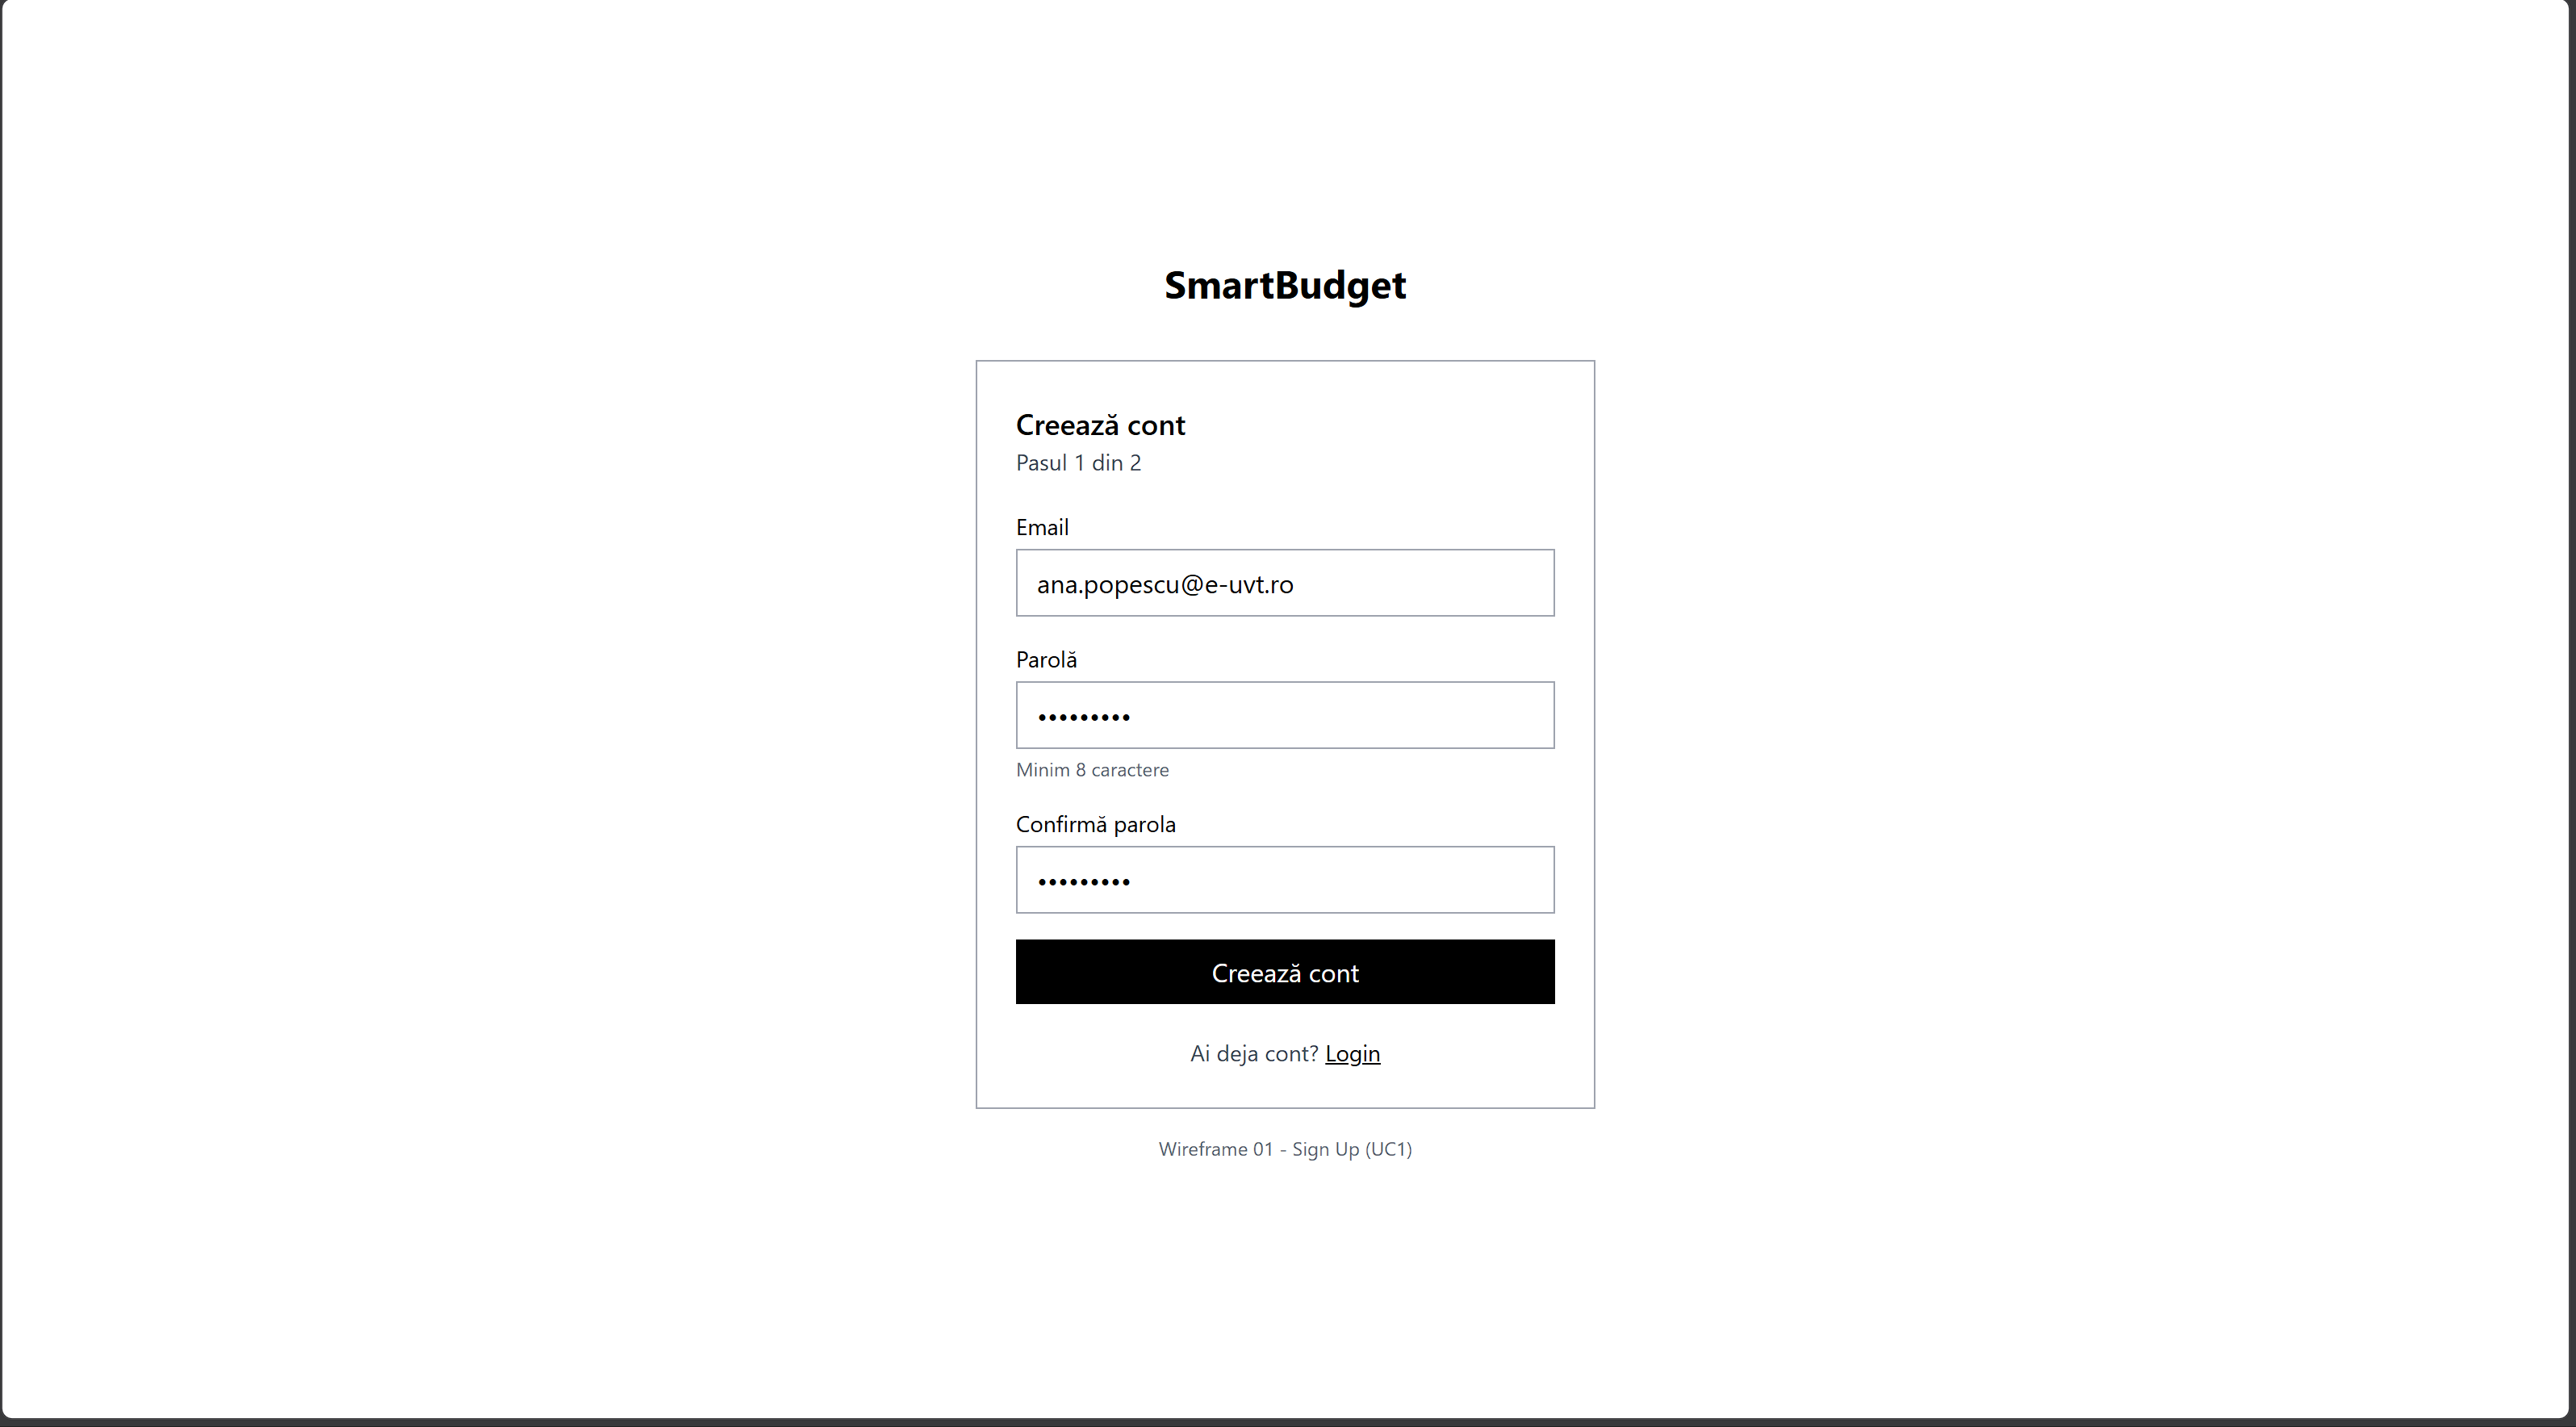 SmartBudget
Creează cont
Pasul 1 din 2
Email
ana.popescu@e-uvt.ro
Parolă
•••••••••
Minim 8 caractere
Confirmă parola
•••••••••
Creează cont
Ai deja cont? Login
Wireframe 01 - Sign Up (UC1)